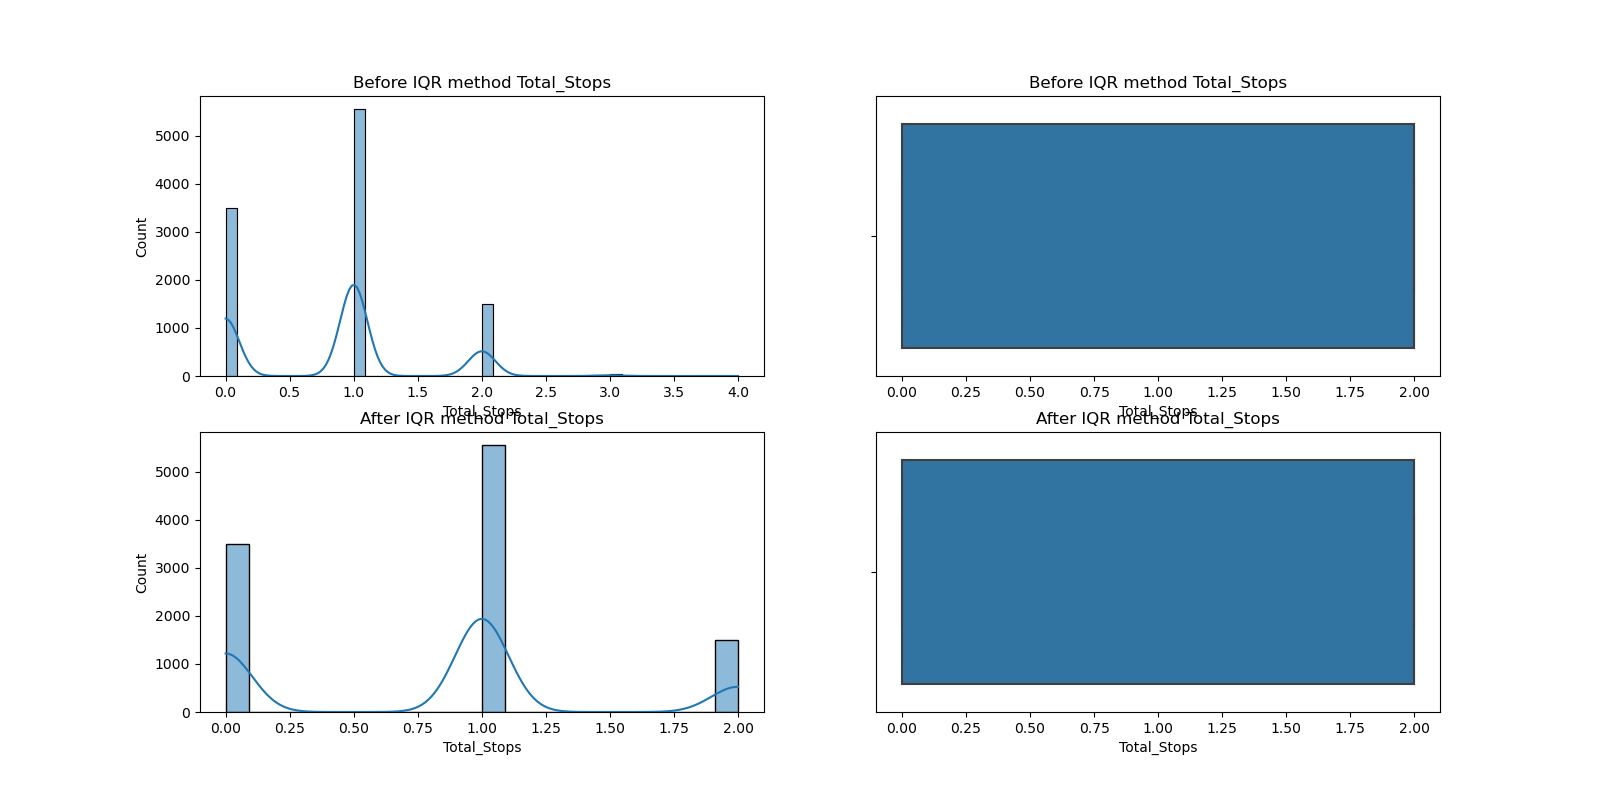 Before IQR method Total_Stops
Count
5000
4000
3000
2000
1000
0
0.0 0.5 1.0 1.5 2.0 2.5 3.0 3.5 4.0
Total_Stops
Before IQR method Total_Stops
0.00 0.25 0.50 0.75 1.00 1.25 1.50 1.75 2.00
Total_Stops
After IQR method Total_Stops
Count
5000
4000
3000
2000
1000
0
0.00 0.25 0.50 0.75 1.00 1.25 1.50 1.75 2.00
Total_Stops
After IQR method Total_Stops
0.00 0.25 0.50 0.75 1.00 1.25 1.50 1.75 2.00
Total_Stops